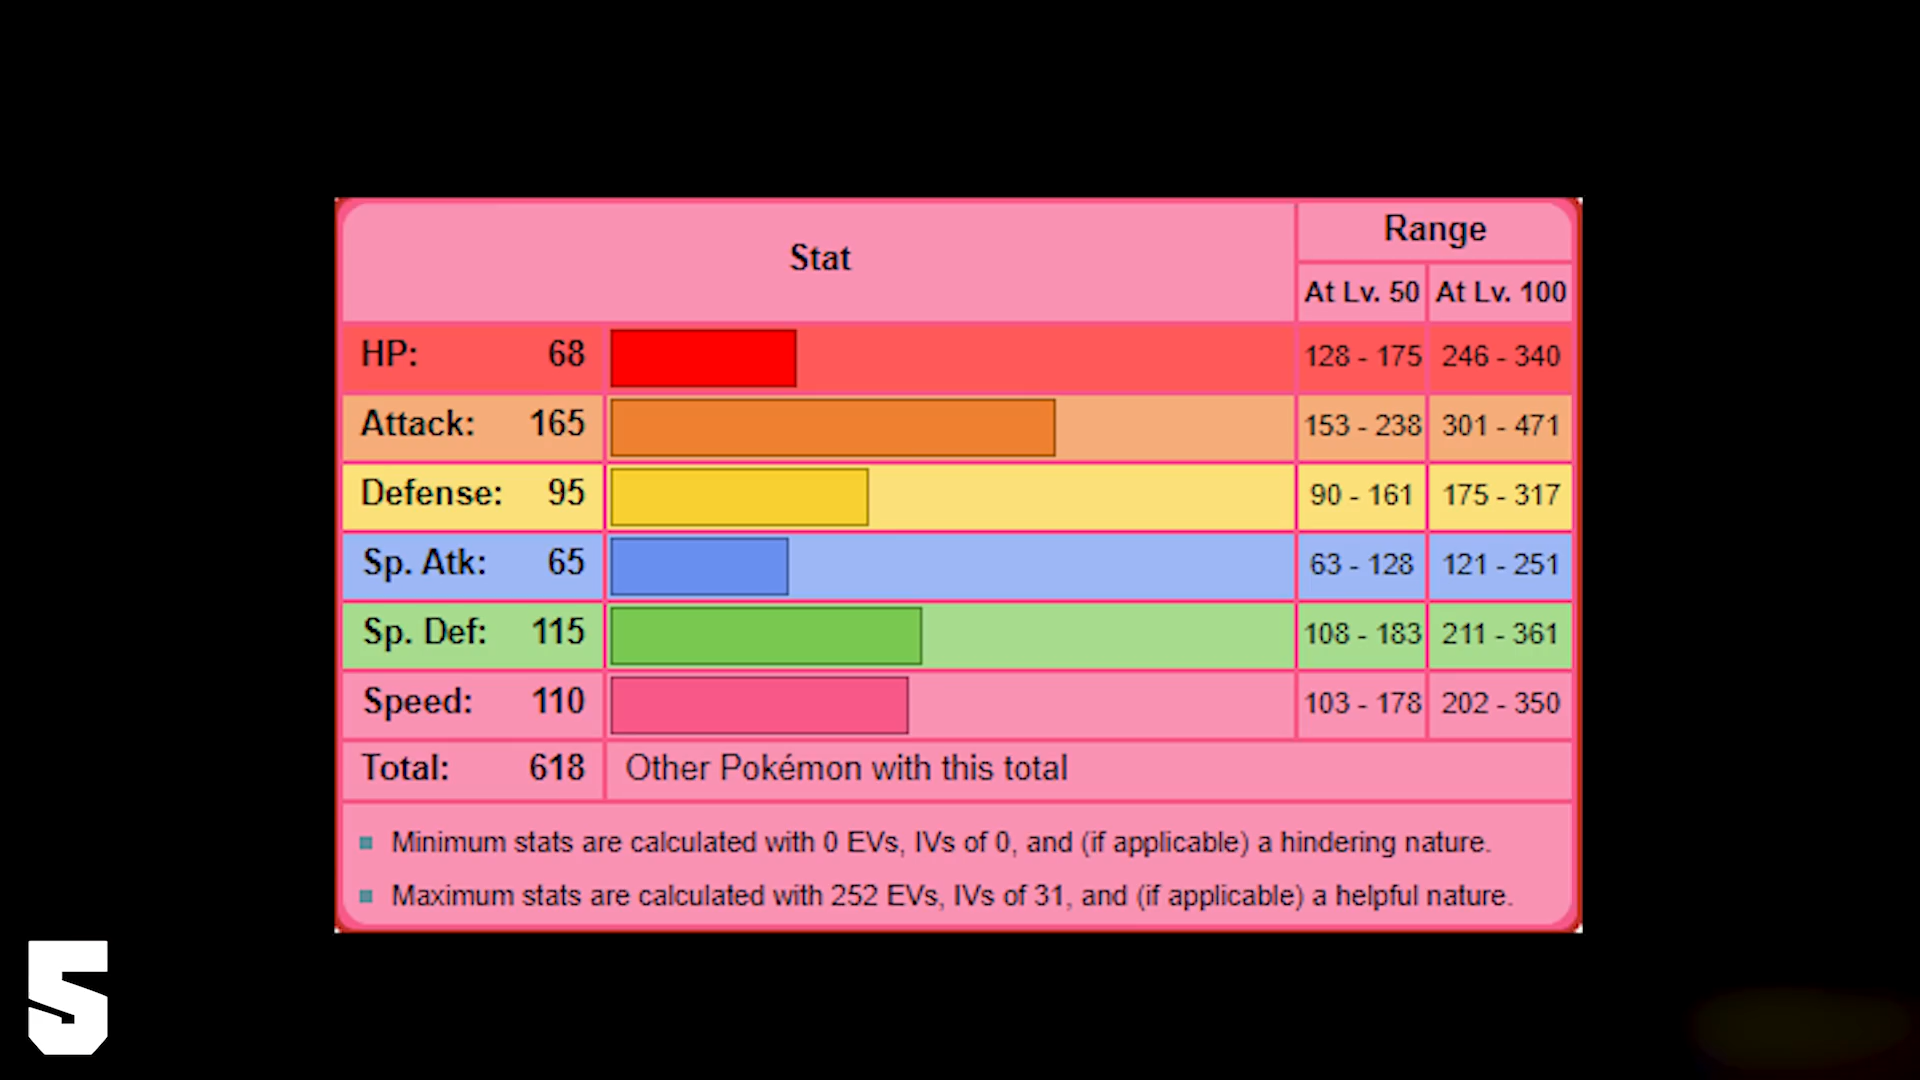 Stat
Range
At Lv. 50 At Lv. 100
HP: 68 128 - 175 246 - 340
Attack: 165 153 - 238 301 - 471
Defense: 95 90 - 161 175 - 317
Sp. Atk: 65 63 - 128 121 - 251
Sp. Def: 115 108 - 183 211 - 361
Speed: 110 103 - 178 202 - 350
Total: 618 Other Pokémon with this total
Minimum stats are calculated with 0 EVs, IVs of 0, and (if applicable) a hindering nature.
Maximum stats are calculated with 252 EVs, IVs of 31, and (if applicable) a helpful nature.
5